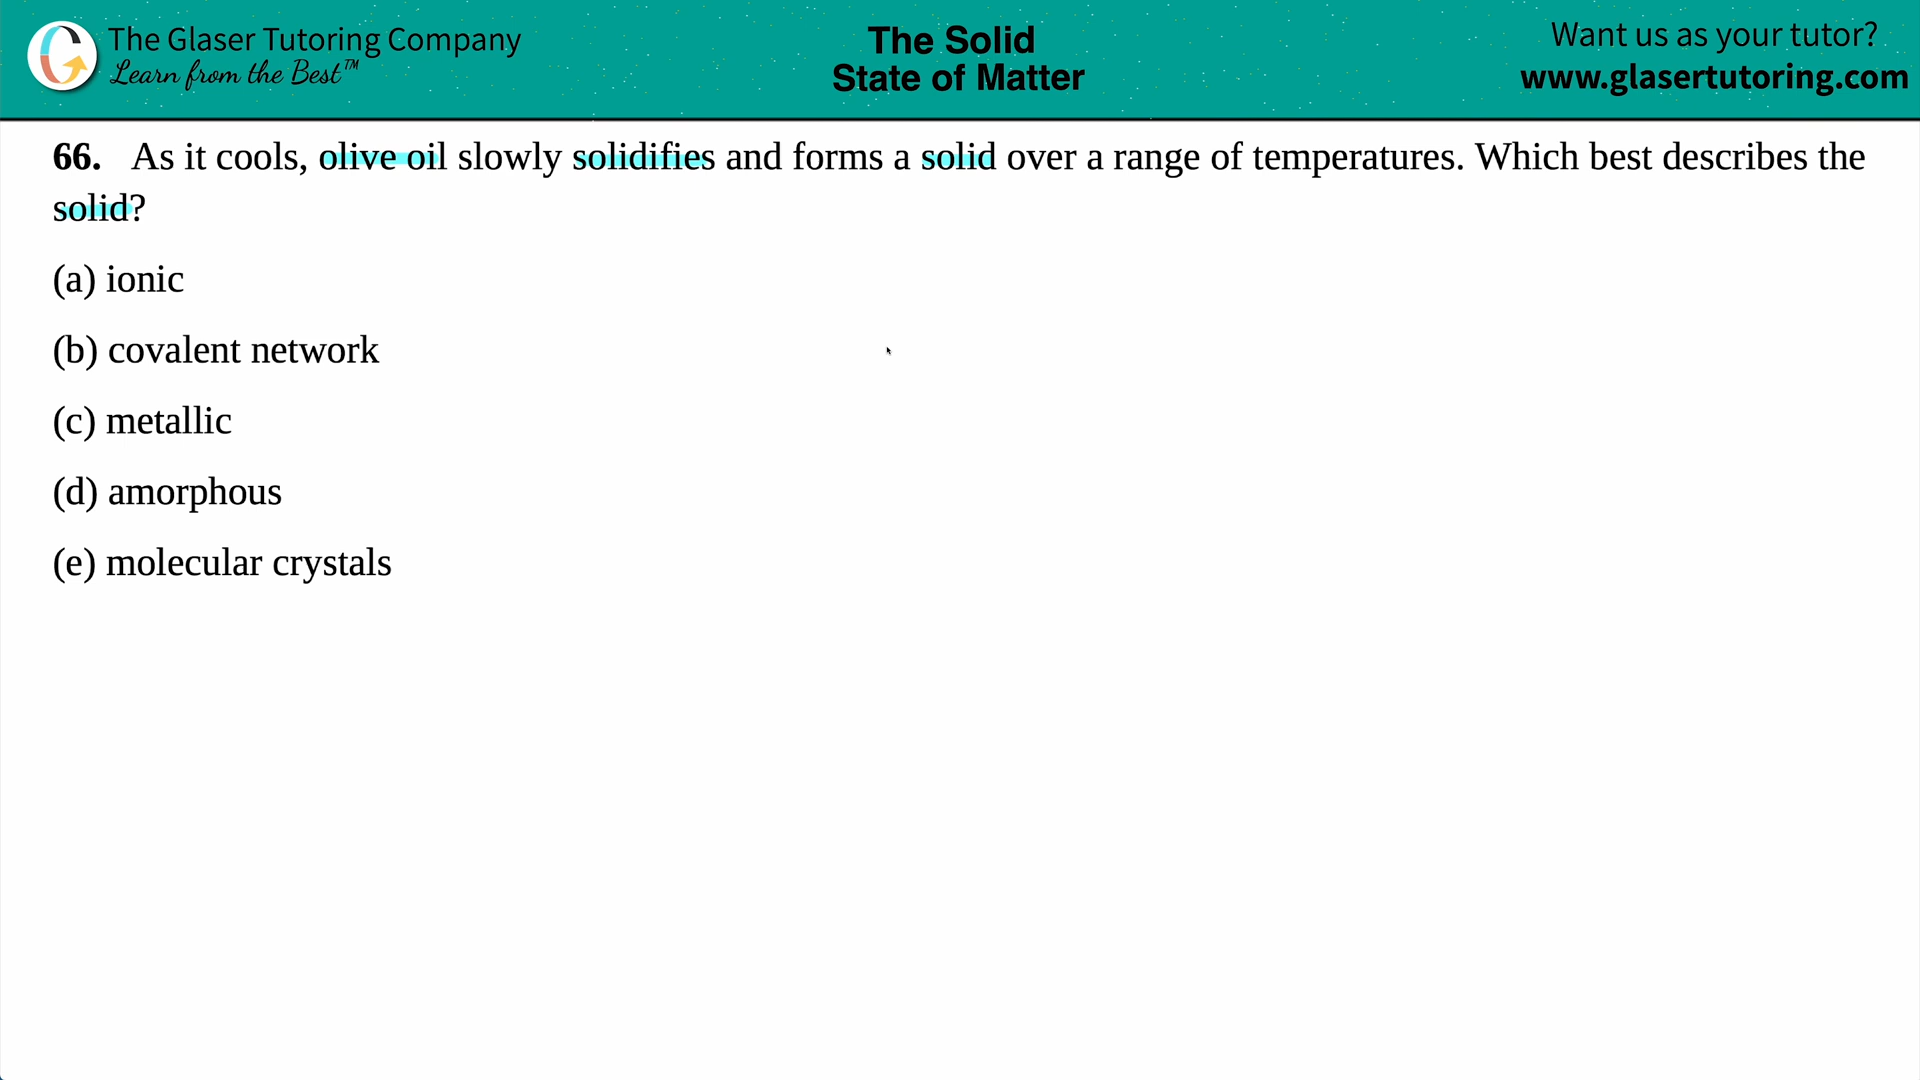 The Glaser Tutoring Company
Learn from the Best™
The Solid
State of Matter
Want us as your tutor?
www.glasertutoring.com
66. As it cools, olive oil slowly solidifies and forms a solid over a range of temperatures. Which best describes the
solid?
(a) ionic
(b) covalent network
(c) metallic
(d) amorphous
(e) molecular crystals